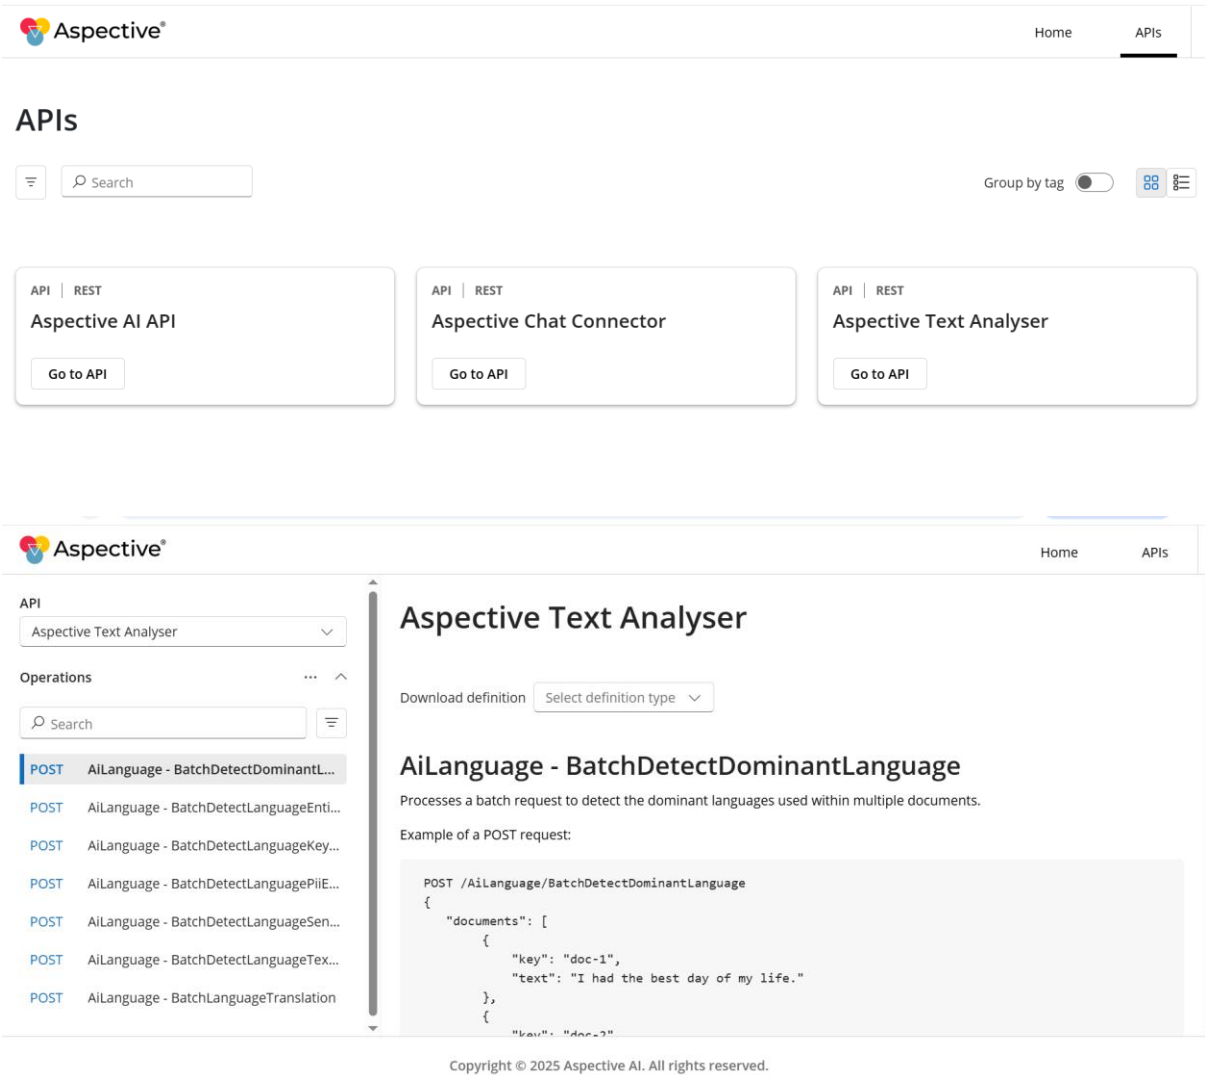 Aspective®
Home
APIs
APIs
Search
Group by tag
API | REST
Aspective AI API
Go to API
API | REST
Aspective Chat Connector
Go to API
API | REST
Aspective Text Analyser
Go to API
Aspective®
Home
APIs
API
Aspective Text Analyser
Operations
Search
POST AiLanguage - BatchDetectDominantL...
POST AiLanguage - BatchDetectLanguageEnti...
POST AiLanguage - BatchDetectLanguageKey...
POST AiLanguage - BatchDetectLanguagePiiE...
POST AiLanguage - BatchDetectLanguageSen...
POST AiLanguage - BatchDetectLanguageTex...
POST AiLanguage - BatchLanguageTranslation
Aspective Text Analyser
Download definition Select definition type
AiLanguage - BatchDetectDominantLanguage
Processes a batch request to detect the dominant languages used within multiple documents.
Example of a POST request:
POST /AiLanguage/BatchDetectDominantLanguage
{
"documents": [
{
"key": "doc-1",
"text": "I had the best day of my life."
},
{
"key": "doc-2"
Copyright © 2025 Aspective AI. All rights reserved.